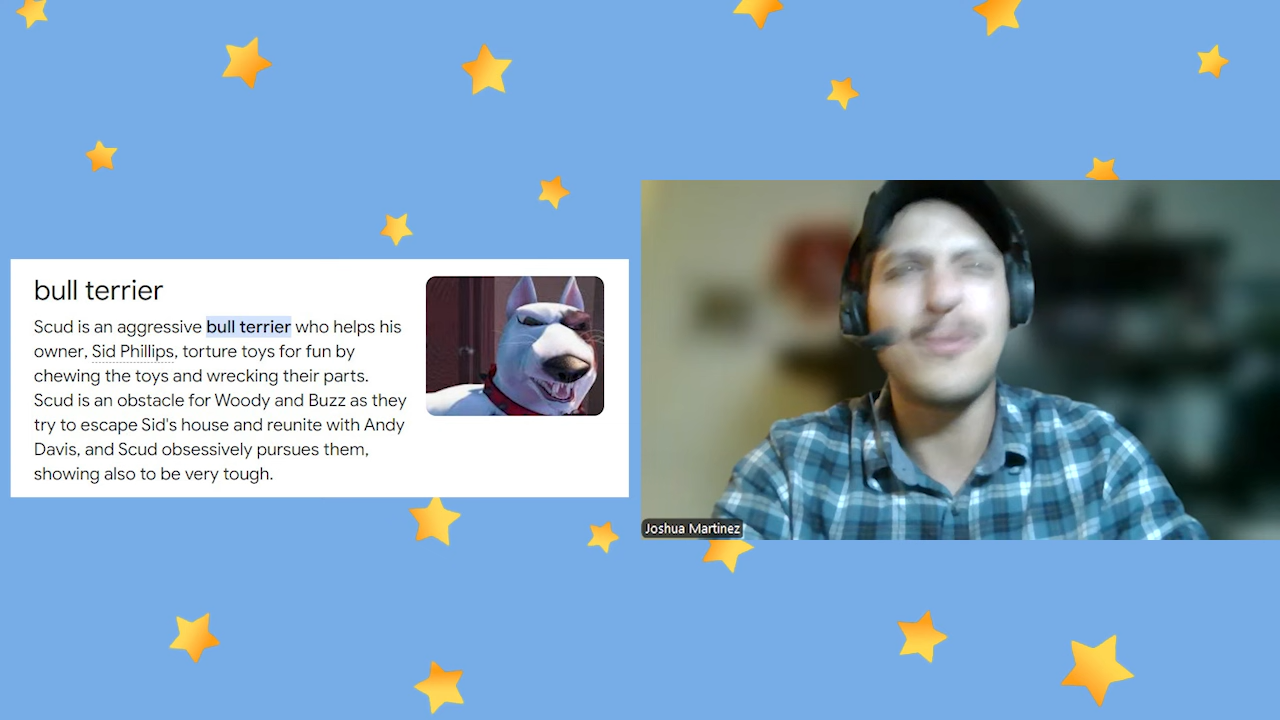 bull terrier
Scud is an aggressive bull terrier who helps his
owner, Sid Phillips, torture toys for fun by
chewing the toys and wrecking their parts.
Scud is an obstacle for Woody and Buzz as they
try to escape Sid's house and reunite with Andy
Davis, and Scud obsessively pursues them,
showing also to be very tough.
Joshua Martinez